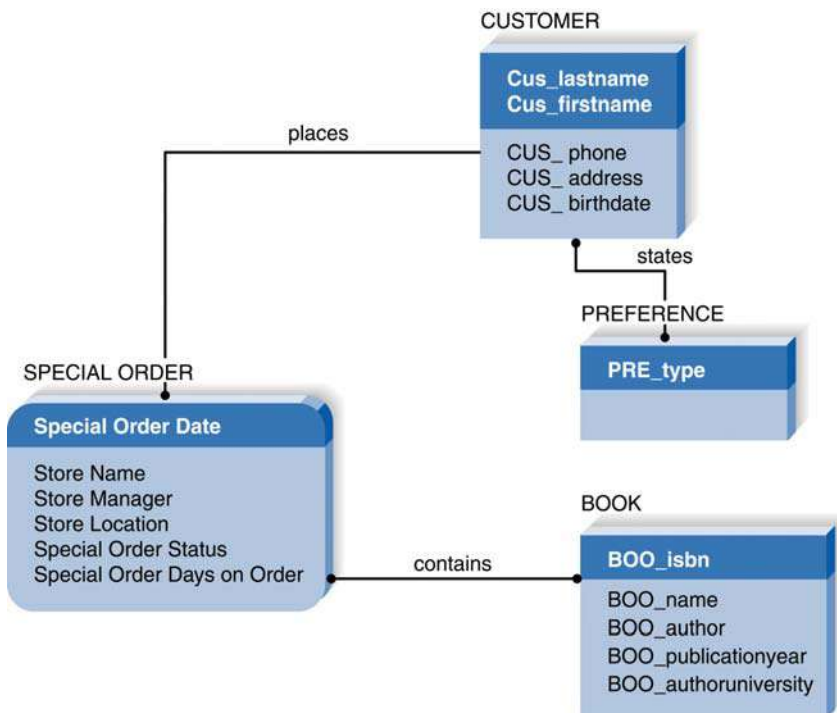 CUSTOMER
Cus_lastname
Cus_firstname
CUS_ phone
CUS_ address
CUS_ birthdate
places
states
PREFERENCE
PRE_type
SPECIAL ORDER
Special Order Date
Store Name
Store Manager
Store Location
Special Order Status
Special Order Days on Order
contains
BOOK
BOO_isbn
BOO_name
BOO_author
BOO_publicationyear
BOO_authoruniversity